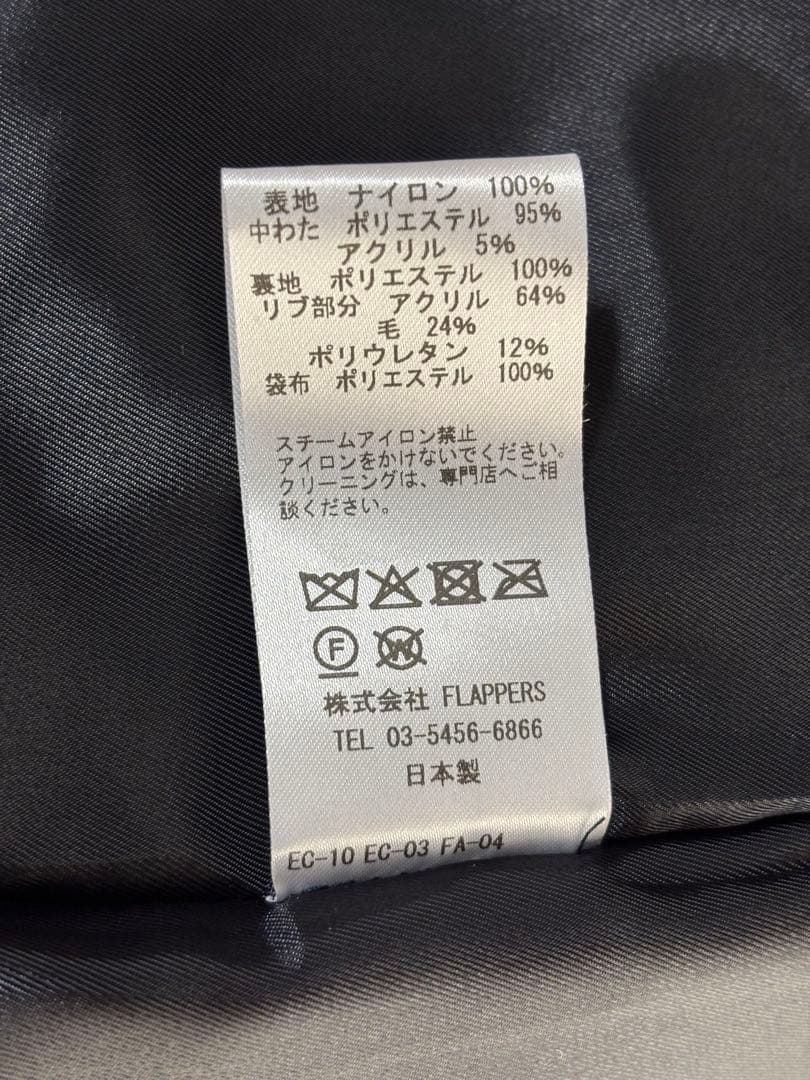 表地 ナイロン 100%
中わた ポリエステル 95%
アクリル 5%
裏地 ポリエステル 100%
リブ部分 アクリル 64%
毛 24%
ポリウレタン 12%
袋布 ポリエステル 100%
スチームアイロン禁止
アイロンをかけないでください。
クリーニングは、専門店へご相
談ください。
F W
株式会社 FLAPPERS
TEL 03-5456-6866
日本製
EC-10 EC-03 FA-04